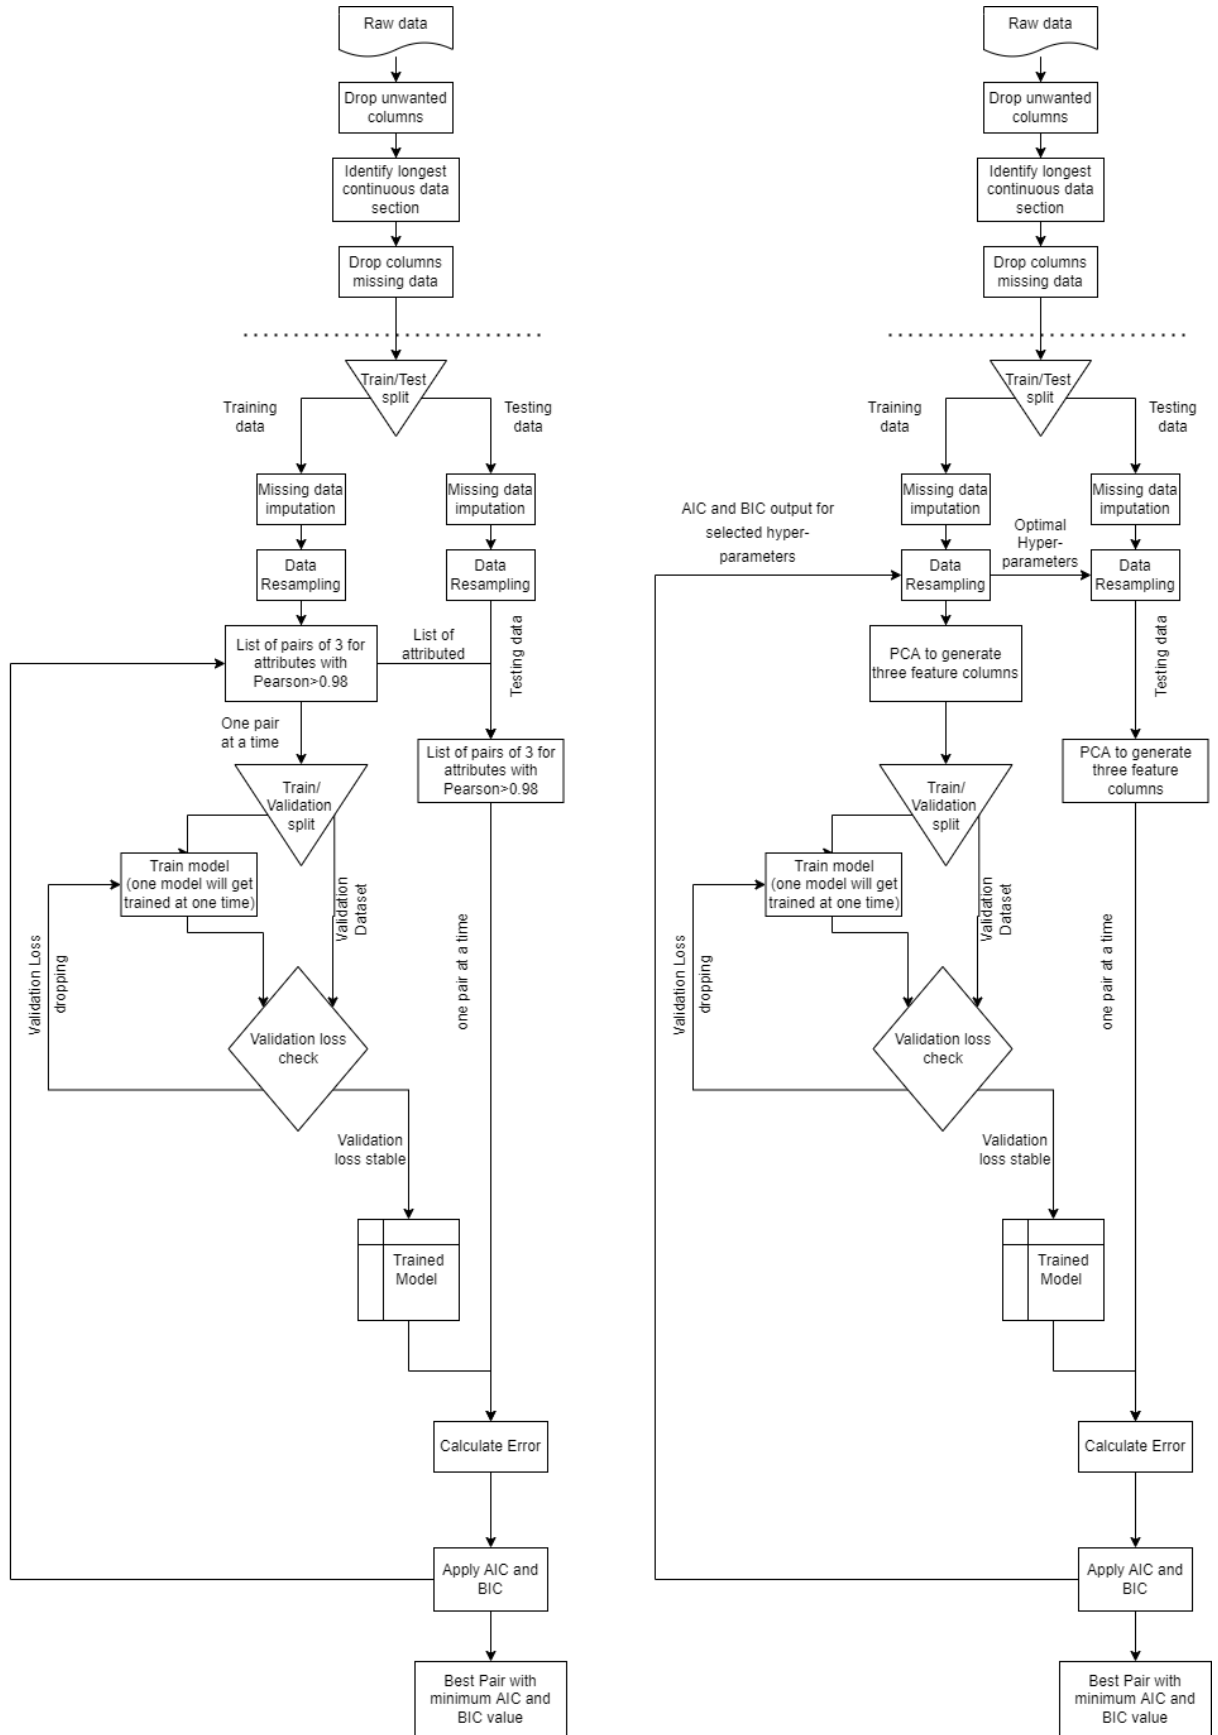 Raw data
Drop unwanted
columns
Identify longest
continuous data
section
Drop columns
missing data
Train/Test
split
Training
data
Testing
data
Missing data
imputation
Missing data
imputation
Data
Resampling
Data
Resampling
List of pairs of 3 for
attributes with
Pearson>0.98
List of
attributed
Testing data
One pair
at a time
List of pairs of 3 for
attributes with
Pearson>0.98
Train/
Validation
split
Train model
(one model will get
trained at one time)
Validation
Dataset
Validation Loss
dropping
one pair at a time
Validation loss
check
Validation
loss stable
Trained
Model
Calculate Error
Apply AIC and
BIC
Best Pair with
minimum AIC and
BIC value
Raw data
Drop unwanted
columns
Identify longest
continuous data
section
Drop columns
missing data
Train/Test
split
Training
data
Testing
data
Missing data
imputation
Missing data
imputation
AIC and BIC output for
selected hyper-
parameters
Optimal
Hyper-
parameters
Data
Resampling
Data
Resampling
PCA to generate
three feature columns
Testing data
PCA to generate
three feature
columns
Train/
Validation
split
Train model
(one model will get
trained at one time)
Validation
Dataset
Validation Loss
dropping
one pair at a time
Validation loss
check
Validation
loss stable
Trained
Model
Calculate Error
Apply AIC and
BIC
Best Pair with
minimum AIC and
BIC value